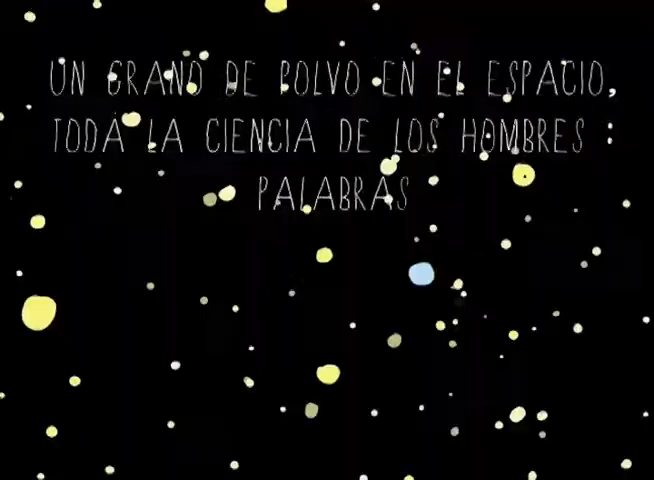 UN GRANO DE POLVO EN EL ESPACIO,
TODA LA CIENCIA DE LOS HOMBRES :
PALABRAS